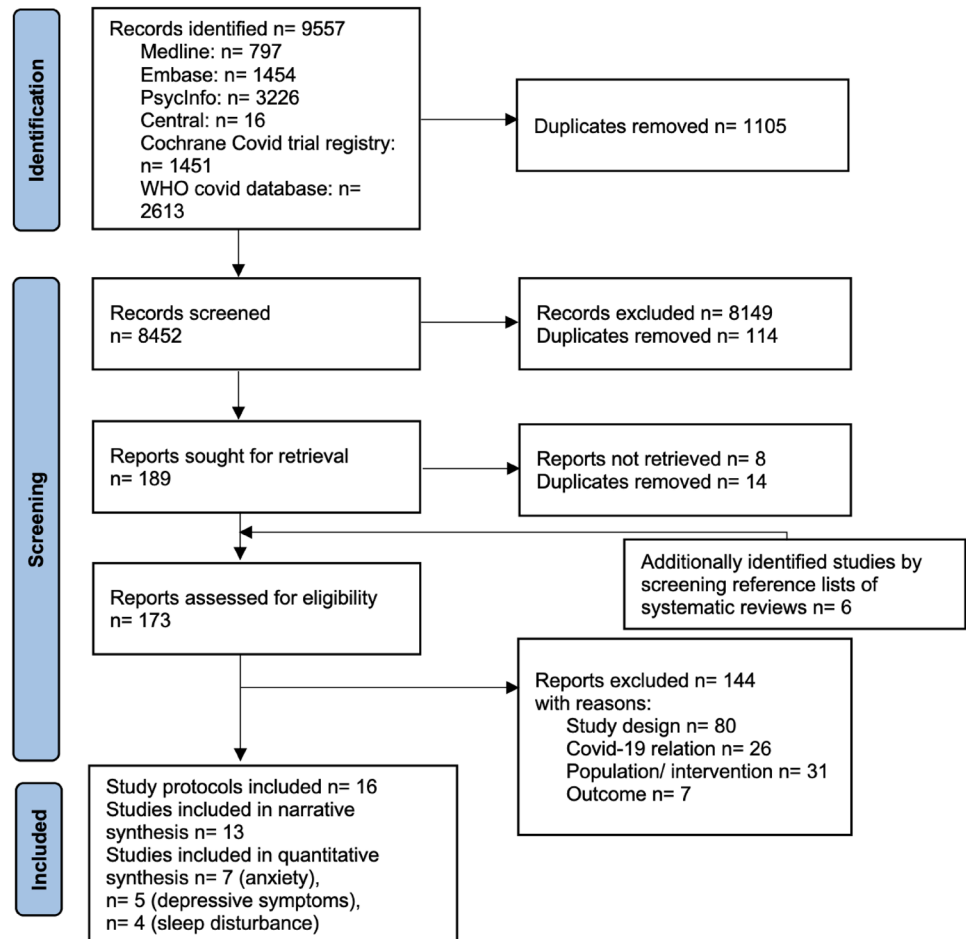 Identification
Records identified n= 9557
Medline: n= 797
Embase: n= 1454
PsycInfo: n= 3226
Central: n= 16
Cochrane Covid trial registry:
n= 1451
WHO covid database: n=
2613
Duplicates removed n= 1105
Screening
Records screened
n= 8452
Records excluded n= 8149
Duplicates removed n= 114
Reports sought for retrieval
n= 189
Reports not retrieved n= 8
Duplicates removed n= 14
Additionally identified studies by
screening reference lists of
systematic reviews n= 6
Reports assessed for eligibility
n= 173
Reports excluded n= 144
with reasons:
Study design n= 80
Covid-19 relation n= 26
Population/ intervention n= 31
Outcome n= 7
Included
Study protocols included n= 16
Studies included in narrative
synthesis n= 13
Studies included in quantitative
synthesis n= 7 (anxiety),
n= 5 (depressive symptoms),
n= 4 (sleep disturbance)